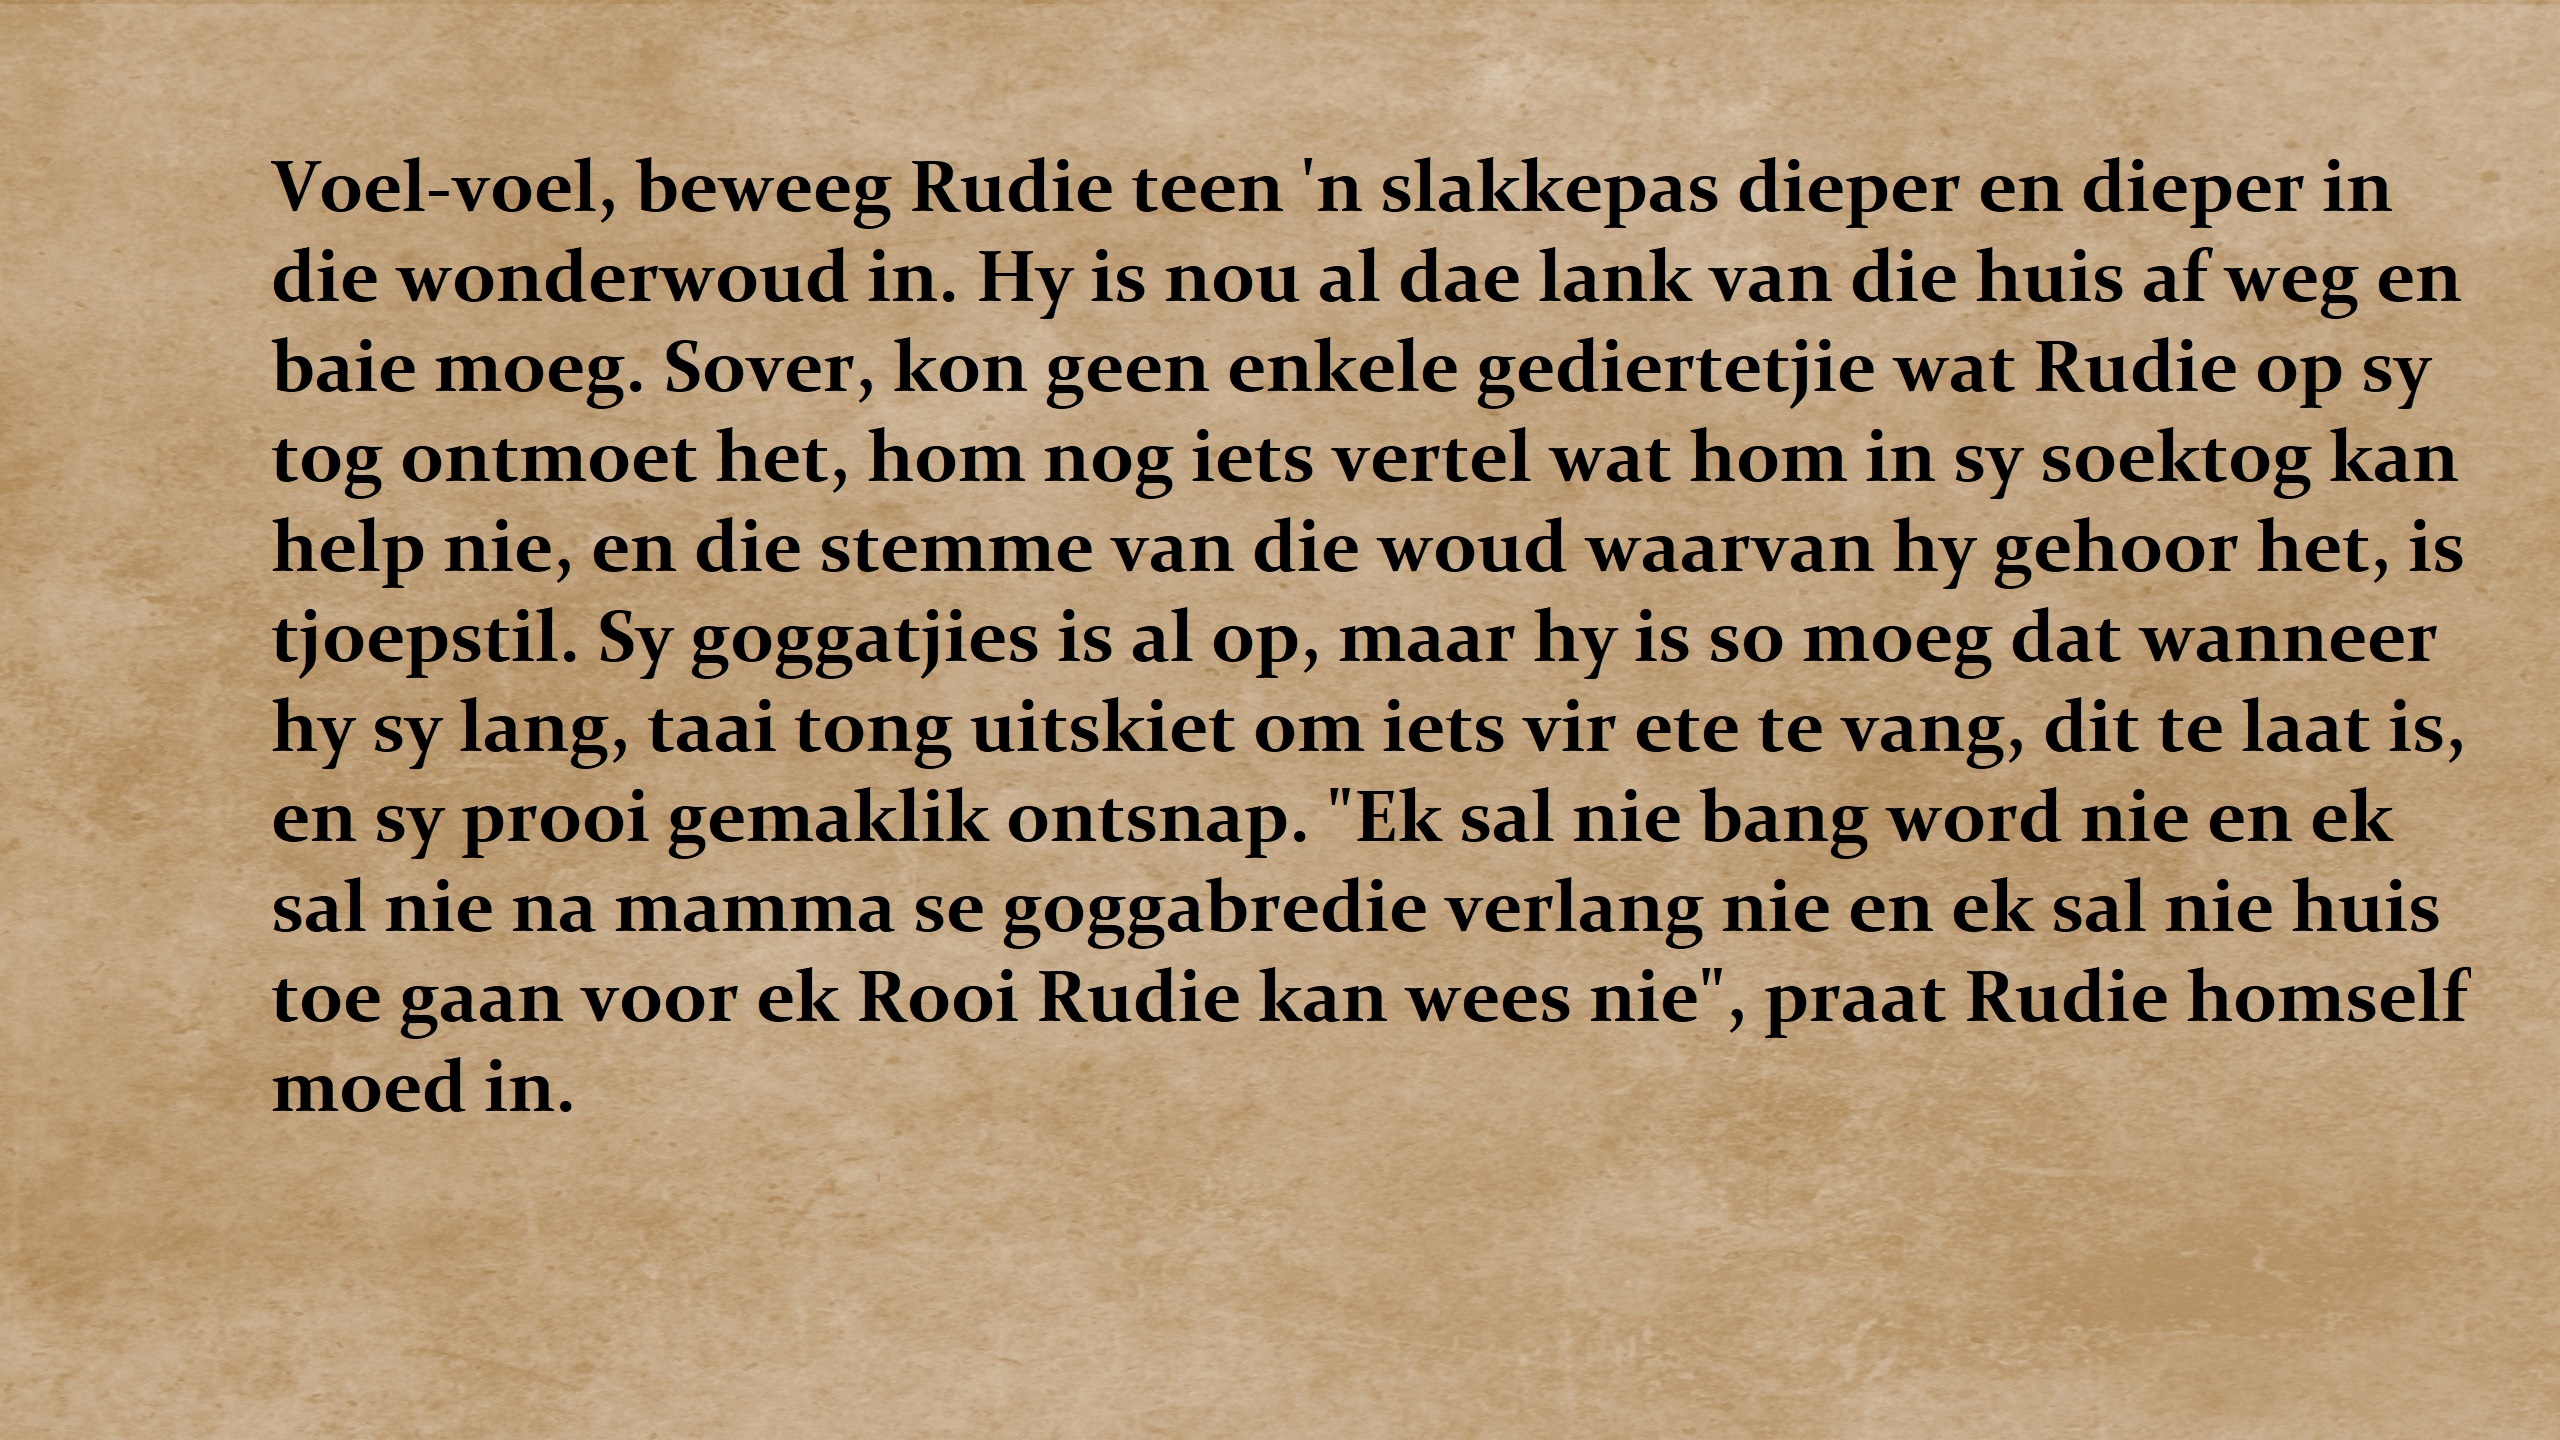 Voel-voel, beweeg Rudie teen 'n slakkepas dieper en dieper in
die wonderwoud in. Hy is nou al dae lank van die huis af weg en
baie moeg. Sover, kon geen enkele gediertetjie wat Rudie op sy
tog ontmoet het, hom nog iets vertel wat hom in sy soektog kan
help nie, en die stemme van die woud waarvan hy gehoor het, is
tjoepstil. Sy goggatjies is al op, maar hy is so moeg dat wanneer
hy sy lang, taai tong uitskiet om iets vir ete te vang, dit te laat is,
en sy prooi gemaklik ontsnap. "Ek sal nie bang word nie en ek
sal nie na mamma se goggabredie verlang nie en ek sal nie huis
toe gaan voor ek Rooi Rudie kan wees nie", praat Rudie homself
moed in.